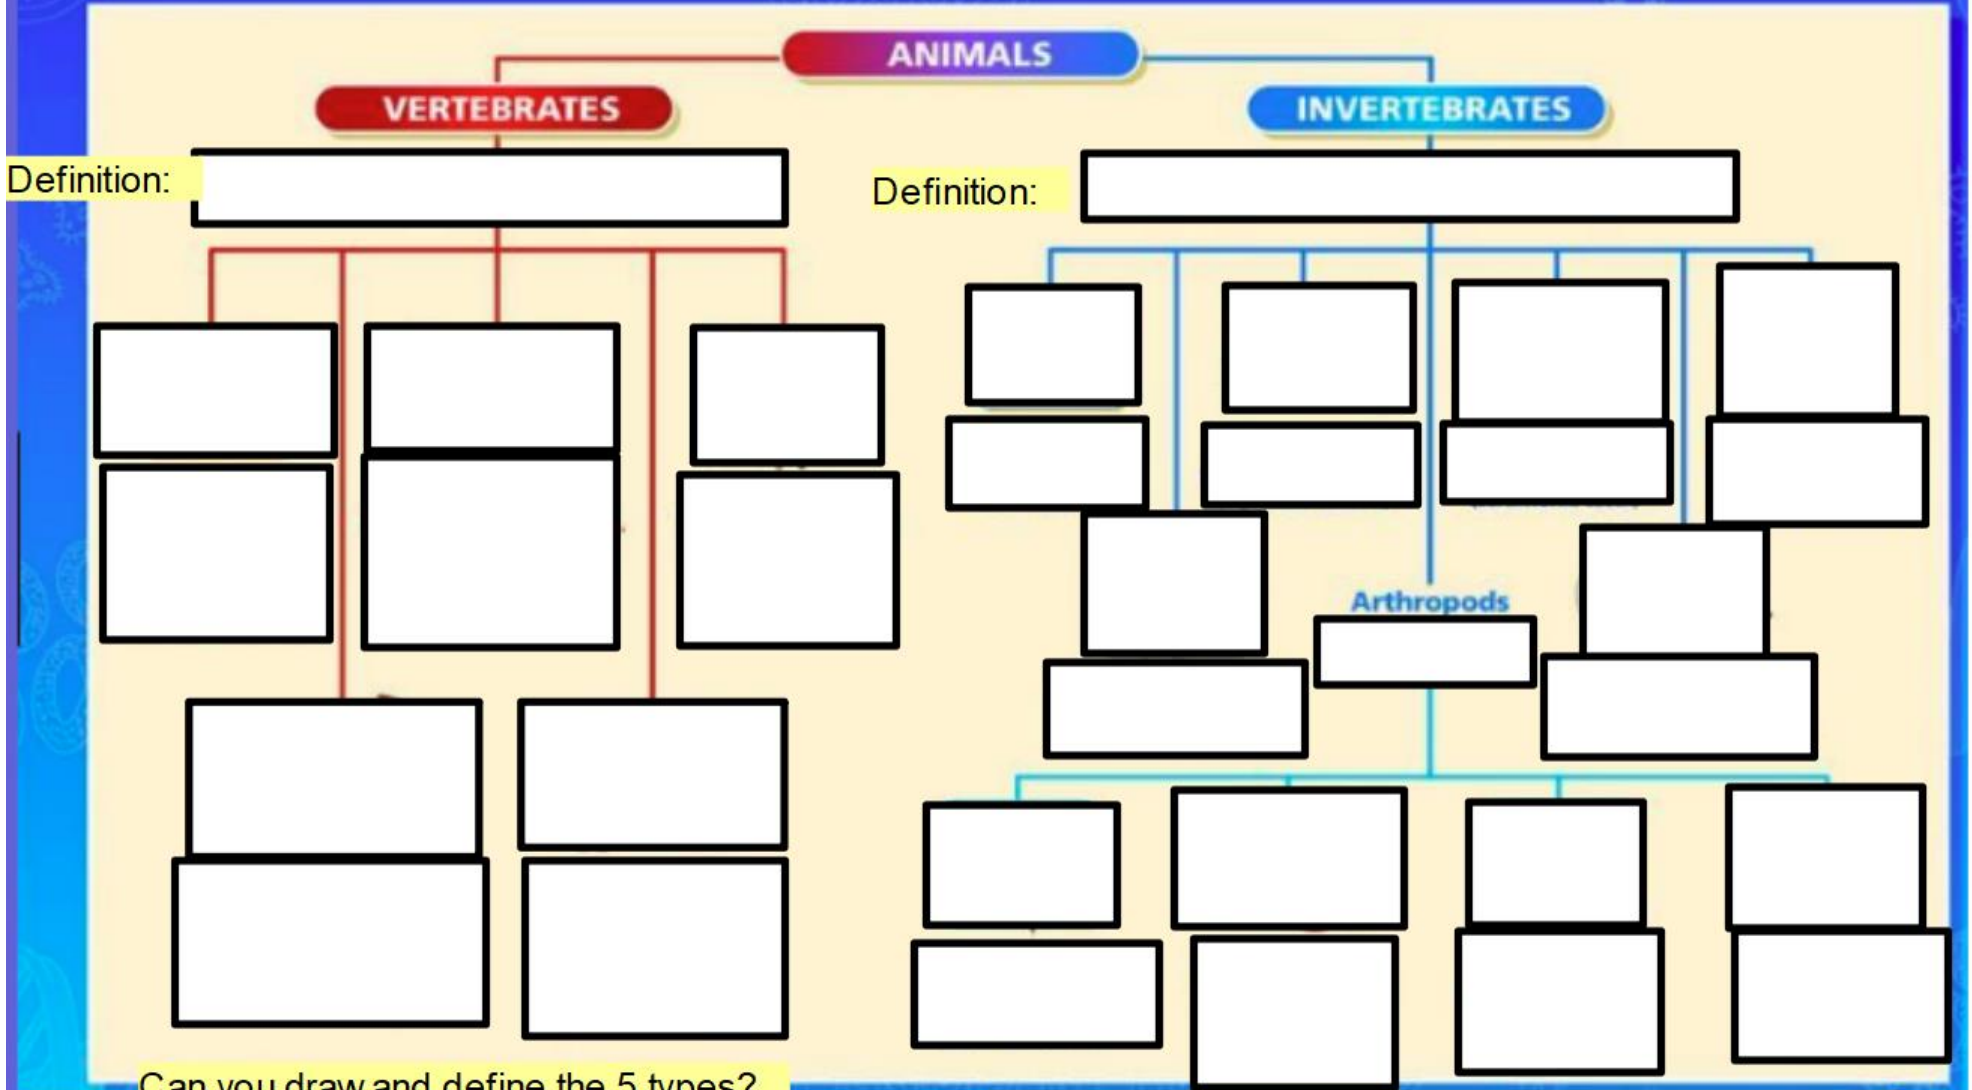 ANIMALS
VERTEBRATES
INVERTEBRATES
Definition:
Definition:
Arthropods
Can you draw and define the 5 types?